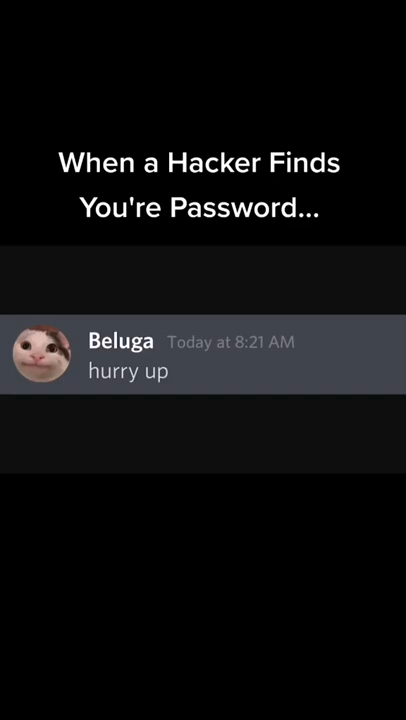 When a Hacker Finds
You're Password...
Beluga Today at 8:21 AM
hurry up